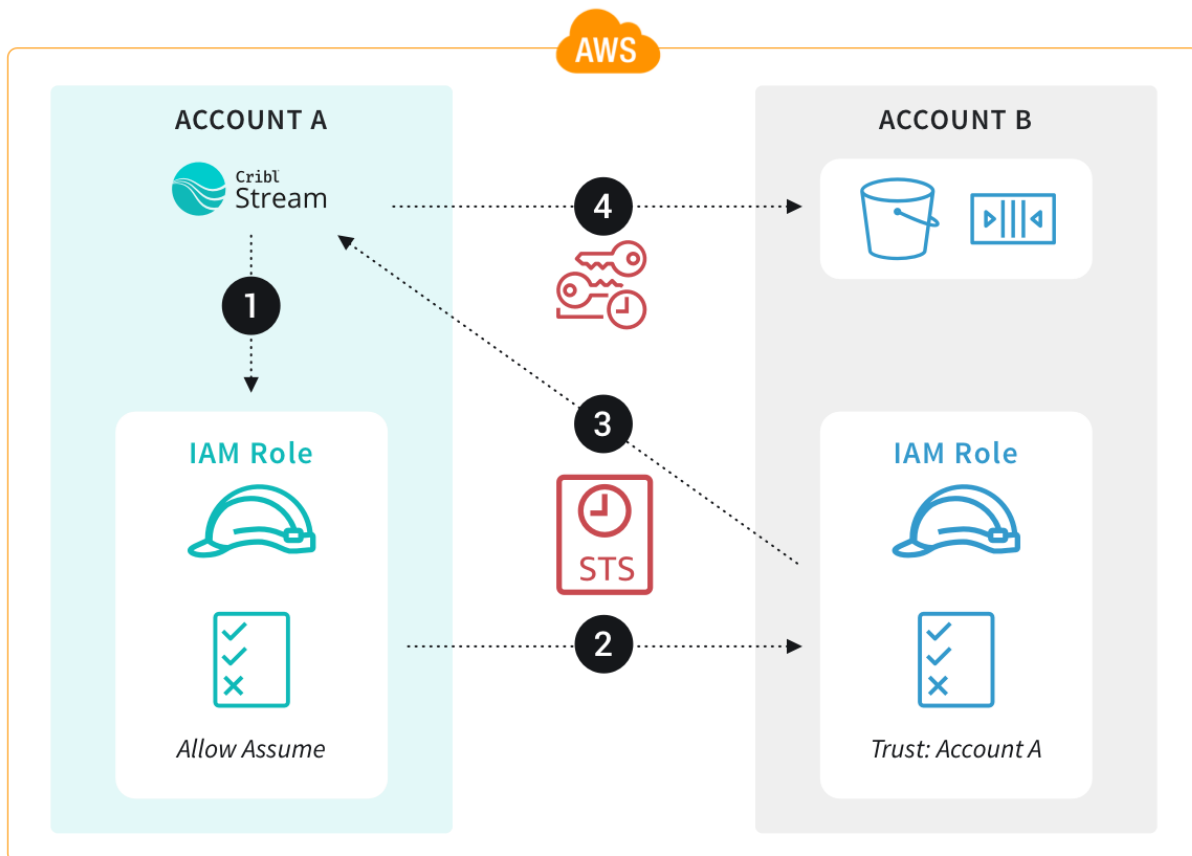 AWS
ACCOUNT A
ACCOUNT B
Cribl
Stream
4
1
3
IAM Role
IAM Role
STS
2
Allow Assume
Trust: Account A